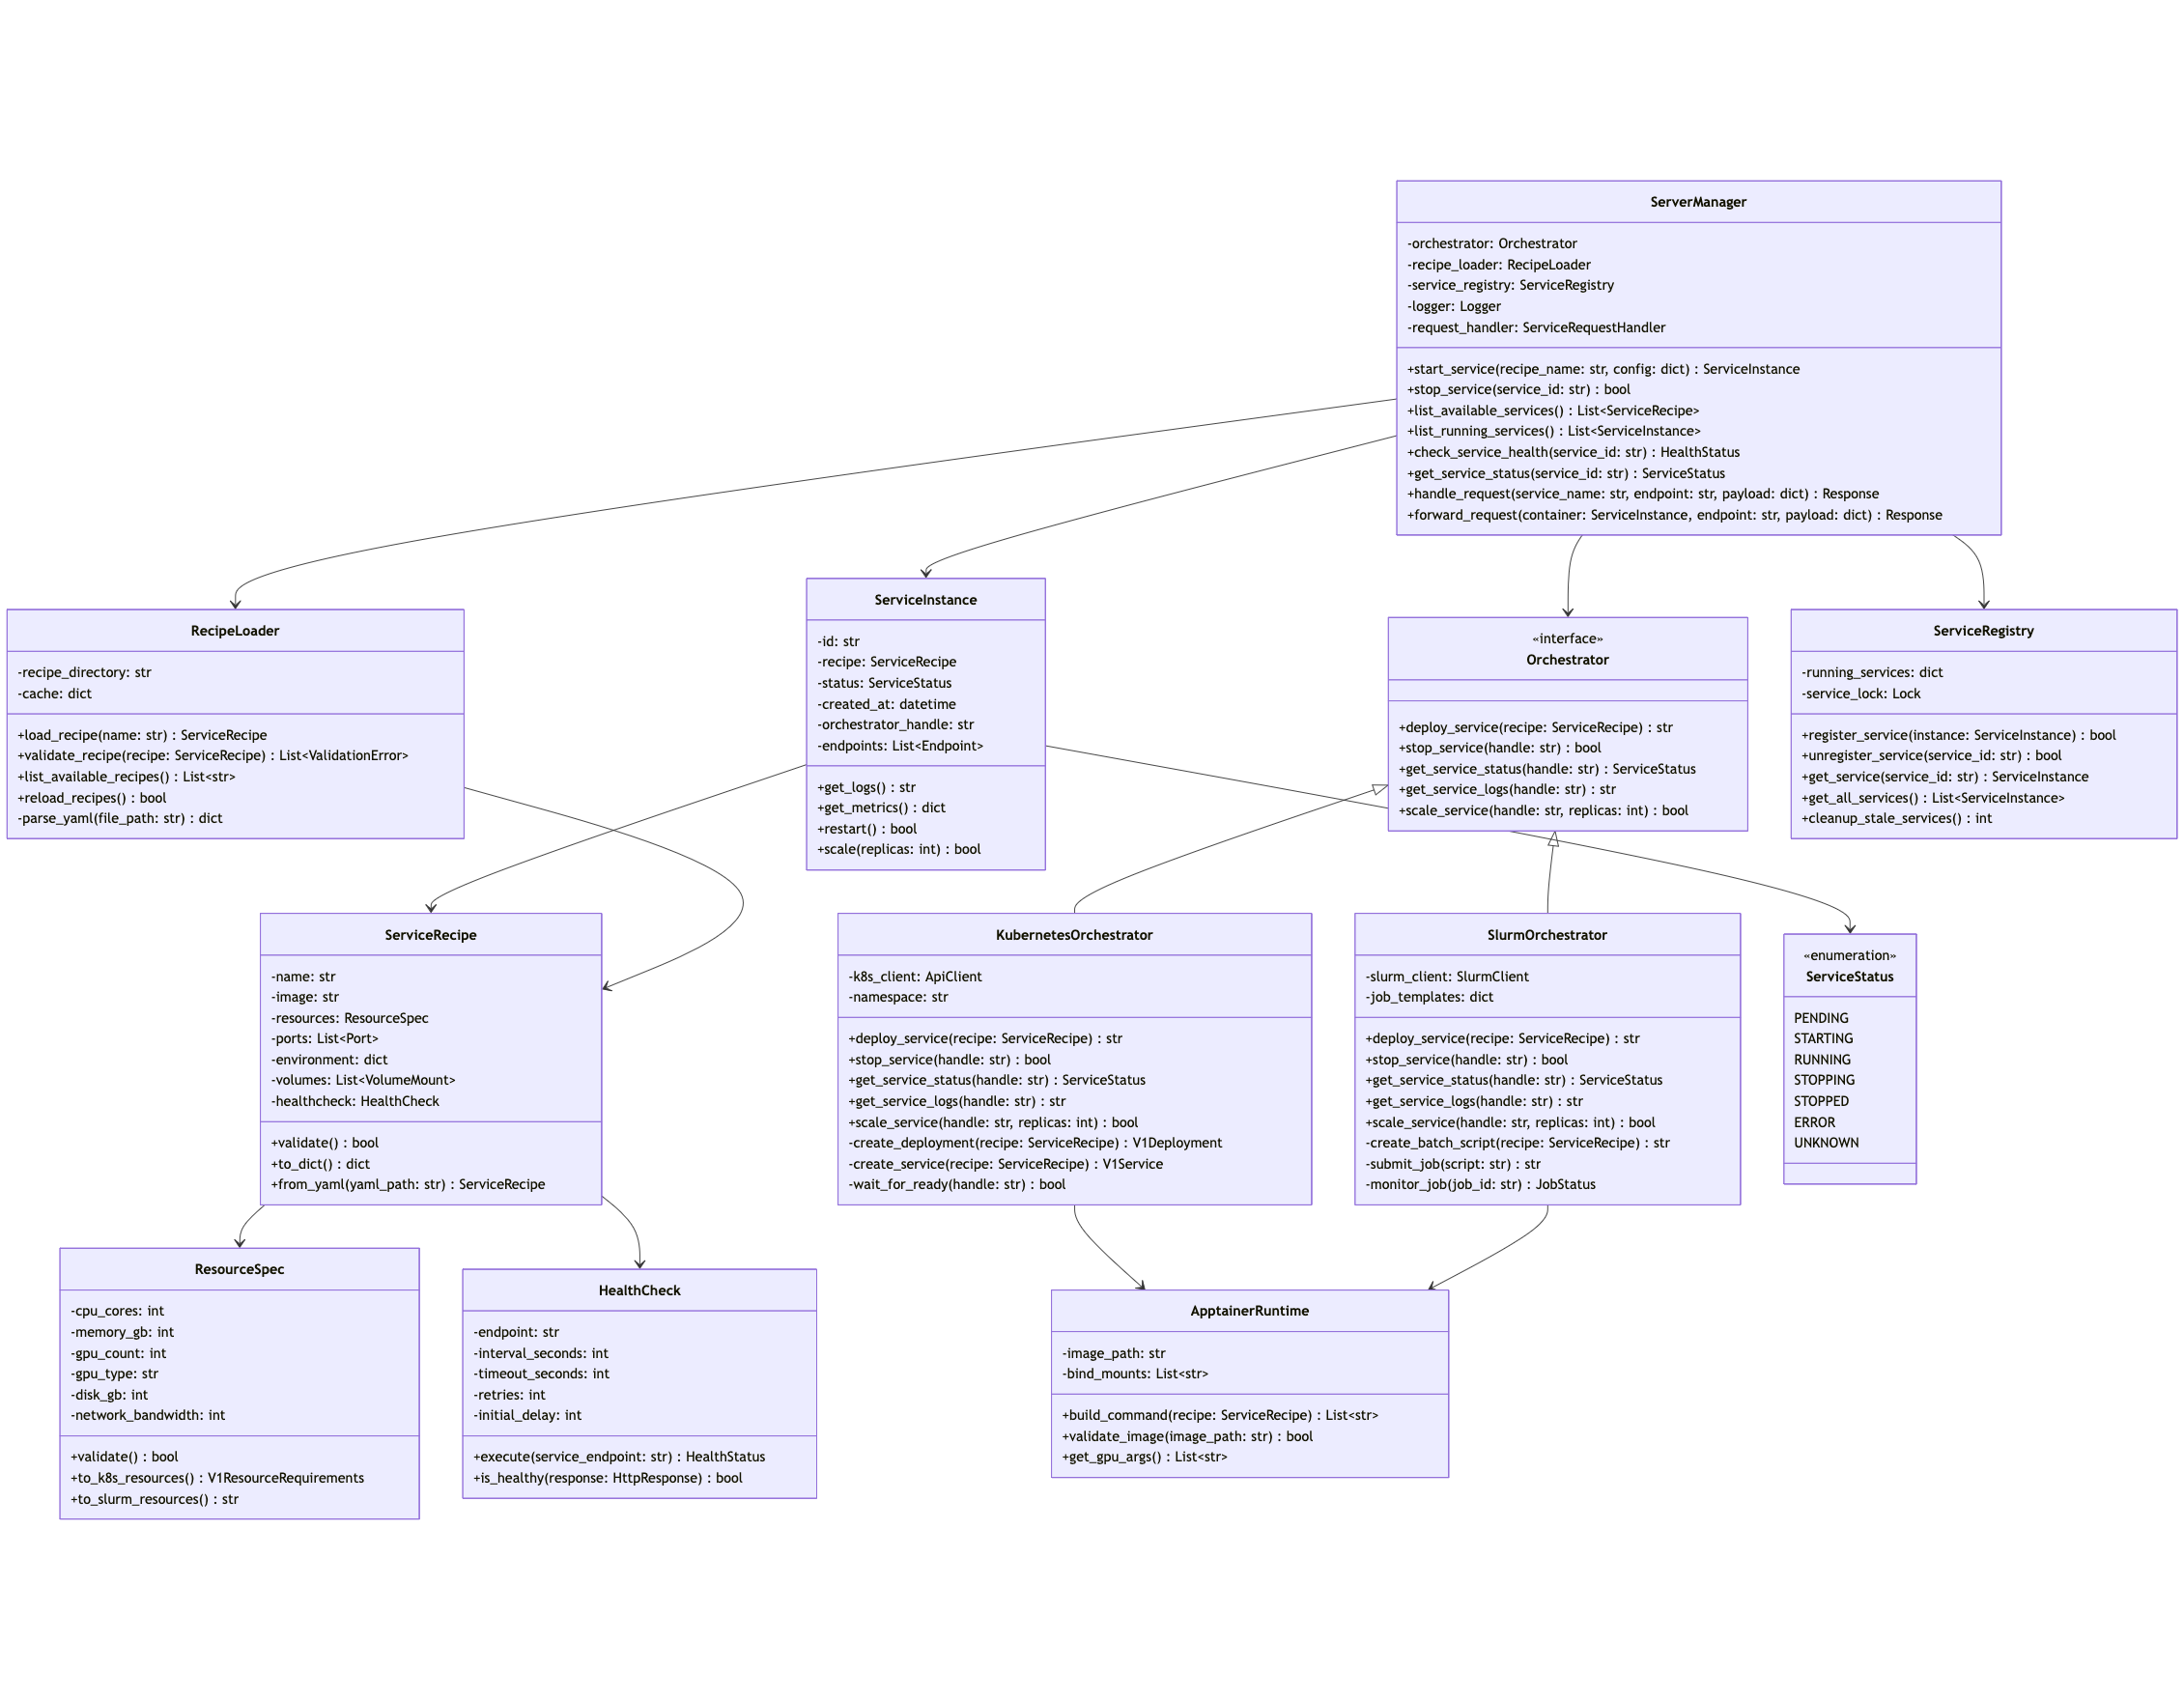 ServerManager
-orchestrator: Orchestrator
-recipe_loader: RecipeLoader
-service_registry: ServiceRegistry
-logger: Logger
-request_handler: ServiceRequestHandler
+start_service(recipe_name: str, config: dict) : ServiceInstance
+stop_service(service_id: str) : bool
+list_available_services() : List<ServiceRecipe>
+list_running_services() : List<ServiceInstance>
+check_service_health(service_id: str) : HealthStatus
+get_service_status(service_id: str) : ServiceStatus
+handle_request(service_name: str, endpoint: str, payload: dict) : Response
+forward_request(container: ServiceInstance, endpoint: str, payload: dict) : Response
RecipeLoader
-recipe_directory: str
-cache: dict
+load_recipe(name: str) : ServiceRecipe
+validate_recipe(recipe: ServiceRecipe) : List<ValidationError>
+list_available_recipes() : List<str>
+reload_recipes() : bool
-parse_yaml(file_path: str) : dict
ServiceInstance
-id: str
-recipe: ServiceRecipe
-status: ServiceStatus
-created_at: datetime
-orchestrator_handle: str
-endpoints: List<Endpoint>
+get_logs() : str
+get_metrics() : dict
+restart() : bool
+scale(replicas: int) : bool
«interface»
Orchestrator
+deploy_service(recipe: ServiceRecipe) : str
+stop_service(handle: str) : bool
+get_service_status(handle: str) : ServiceStatus
+get_service_logs(handle: str) : str
+scale_service(handle: str, replicas: int) : bool
ServiceRegistry
-running_services: dict
-service_lock: Lock
+register_service(instance: ServiceInstance) : bool
+unregister_service(service_id: str) : bool
+get_service(service_id: str) : ServiceInstance
+get_all_services() : List<ServiceInstance>
+cleanup_stale_services() : int
ServiceRecipe
-name: str
-image: str
-resources: ResourceSpec
-ports: List<Port>
-environment: dict
-volumes: List<VolumeMount>
-healthcheck: HealthCheck
+validate() : bool
+to_dict() : dict
+from_yaml(yaml_path: str) : ServiceRecipe
KubernetesOrchestrator
-k8s_client: ApiClient
-namespace: str
+deploy_service(recipe: ServiceRecipe) : str
+stop_service(handle: str) : bool
+get_service_status(handle: str) : ServiceStatus
+get_service_logs(handle: str) : str
+scale_service(handle: str, replicas: int) : bool
-create_deployment(recipe: ServiceRecipe) : V1Deployment
-create_service(recipe: ServiceRecipe) : V1Service
-wait_for_ready(handle: str) : bool
SlurmOrchestrator
-slurm_client: SlurmClient
-job_templates: dict
+deploy_service(recipe: ServiceRecipe) : str
+stop_service(handle: str) : bool
+get_service_status(handle: str) : ServiceStatus
+get_service_logs(handle: str) : str
+scale_service(handle: str, replicas: int) : bool
-create_batch_script(recipe: ServiceRecipe) : str
-submit_job(script: str) : str
-monitor_job(job_id: str) : JobStatus
«enumeration»
ServiceStatus
PENDING
STARTING
RUNNING
STOPPING
STOPPED
ERROR
UNKNOWN
ResourceSpec
-cpu_cores: int
-memory_gb: int
-gpu_count: int
-gpu_type: str
-disk_gb: int
-network_bandwidth: int
+validate() : bool
+to_k8s_resources() : V1ResourceRequirements
+to_slurm_resources() : str
HealthCheck
-endpoint: str
-interval_seconds: int
-timeout_seconds: int
-retries: int
-initial_delay: int
+execute(service_endpoint: str) : HealthStatus
+is_healthy(response: HttpResponse) : bool
ApptainerRuntime
-image_path: str
-bind_mounts: List<str>
+build_command(recipe: ServiceRecipe) : List<str>
+validate_image(image_path: str) : bool
+get_gpu_args() : List<str>